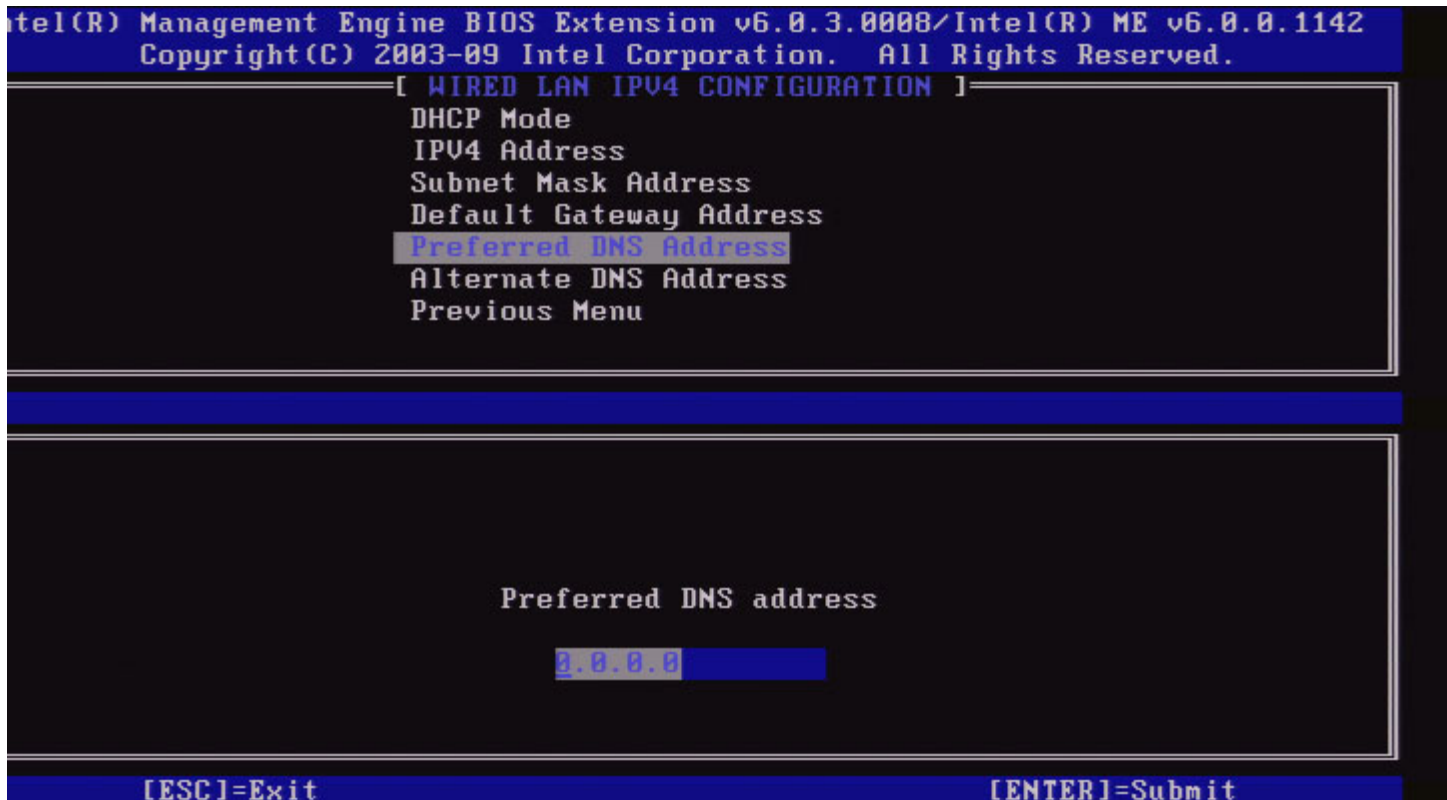 ntel(R) Management Engine BIOS Extension v6.0.3.0008/Intel(R) ME v6.0.0.1142
Copyright(C) 2003-09 Intel Corporation. All Rights Reserved.
[ WIRED LAN IPV4 CONFIGURATION ]
DHCP Mode
IPV4 Address
Subnet Mask Address
Default Gateway Address
Preferred DNS Address
Alternate DNS Address
Previous Menu
Preferred DNS address
0.0.0.0
[ESC]=Exit [ENTER]=Submit